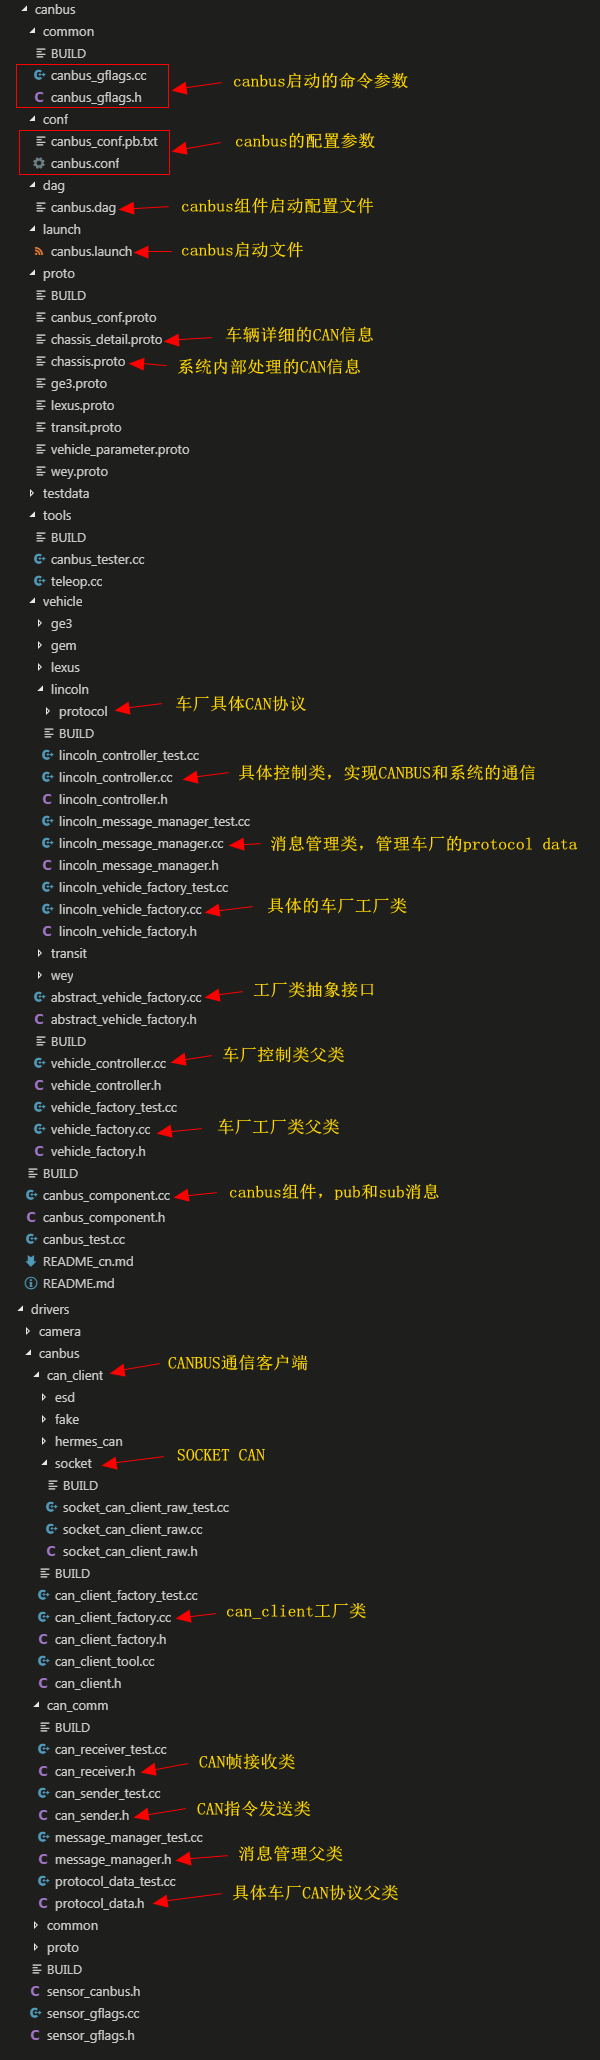 canbus
common
BUILD
canbus_gflags.cc
canbus启动的命令参数
canbus_gflags.h
conf
canbus_conf.pb.txt
canbus的配置参数
canbus.conf
dag
canbus.dag
canbus组件启动配置文件
launch
canbus.launch
canbus启动文件
proto
BUILD
canbus_conf.proto
chassis_detail.proto
车辆详细的CAN信息
chassis.proto
系统内部处理的CAN信息
ge3.proto
lexus.proto
transit.proto
vehicle_parameter.proto
wey.proto
testdata
tools
BUILD
canbus_tester.cc
teleop.cc
vehicle
ge3
gem
lexus
lincoln
protocol
车厂具体CAN协议
BUILD
lincoln_controller_test.cc
lincoln_controller.cc
具体控制类，实现CANBUS和系统的通信
lincoln_controller.h
lincoln_message_manager_test.cc
lincoln_message_manager.cc
消息管理类，管理车厂的protocol data
lincoln_message_manager.h
lincoln_vehicle_factory_test.cc
lincoln_vehicle_factory.cc
具体的车厂工厂类
lincoln_vehicle_factory.h
transit
wey
abstract_vehicle_factory.cc
工厂类抽象接口
abstract_vehicle_factory.h
BUILD
vehicle_controller.cc
车厂控制类父类
vehicle_controller.h
vehicle_factory_test.cc
vehicle_factory.cc
车厂工厂类父类
vehicle_factory.h
BUILD
canbus_component.cc
canbus组件，pub和sub消息
canbus_component.h
canbus_test.cc
README_cn.md
README.md
drivers
camera
canbus
can_client
CANBUS通信客户端
esd
fake
hermes_can
socket
SOCKET CAN
BUILD
socket_can_client_raw_test.cc
socket_can_client_raw.cc
socket_can_client_raw.h
BUILD
can_client_factory_test.cc
can_client_factory.cc
can_client工厂类
can_client_factory.h
can_client_tool.cc
can_client.h
can_comm
BUILD
can_receiver_test.cc
can_receiver.h
CAN帧接收类
can_sender_test.cc
can_sender.h
CAN指令发送类
message_manager_test.cc
message_manager.h
消息管理父类
protocol_data_test.cc
protocol_data.h
具体车厂CAN协议父类
common
proto
BUILD
sensor_canbus.h
sensor_gflags.cc
sensor_gflags.h